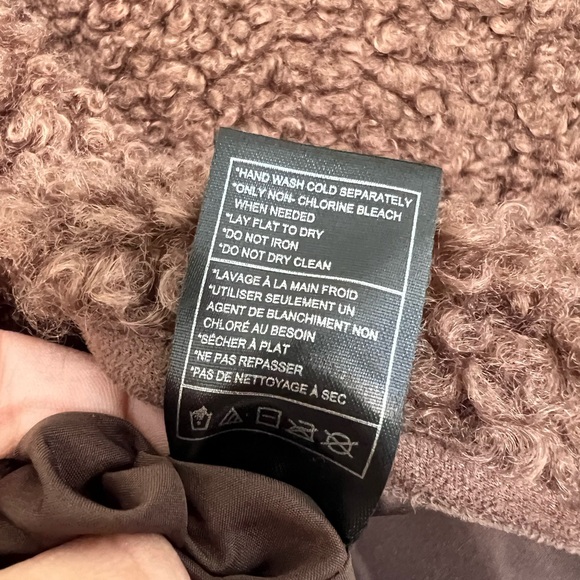 *HAND WASH COLD SEPARATELY
*ONLY NON- CHLORINE BLEACH
WHEN NEEDED
*LAY FLAT TO DRY
*DO NOT IRON
*DO NOT DRY CLEAN
*LAVAGE À LA MAIN FROID
*UTILISER SEULEMENT UN
AGENT DE BLANCHIMENT NON
CHLORÉ AU BESOIN
*SÉCHER À PLAT
*NE PAS REPASSER
*PAS DE NETTOYAGE À SEC